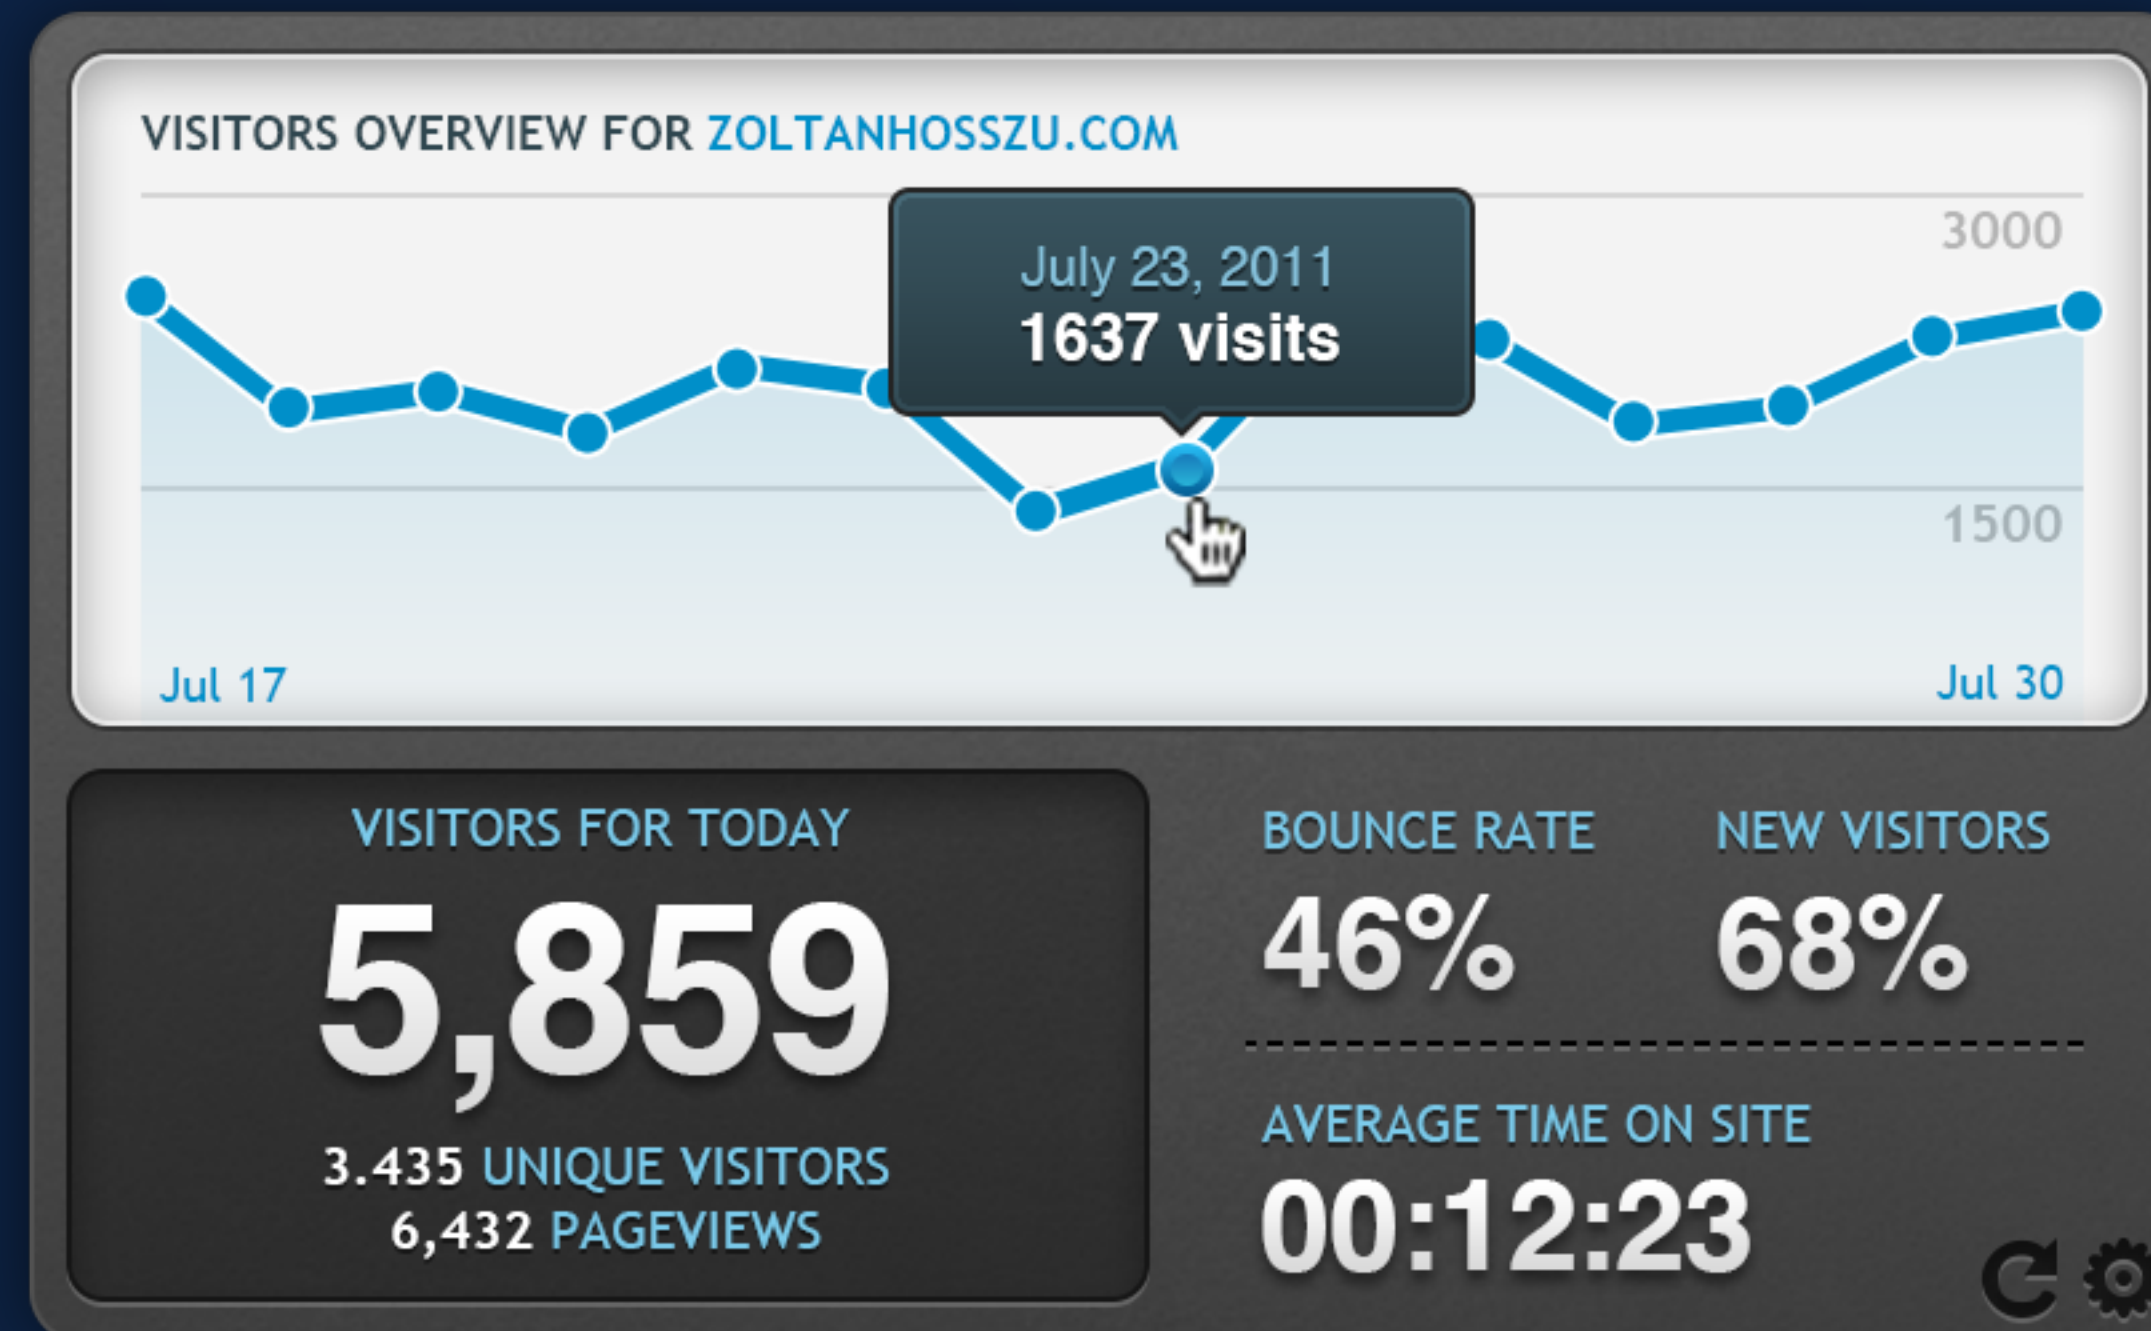 VISITORS OVERVIEW FOR ZOLTANHOSSZU.COM
3000
July 23, 2011
1637 visits
1500
Jul 17
Jul 30
VISITORS FOR TODAY
5,859
3.435 UNIQUE VISITORS
6,432 PAGEVIEWS
BOUNCE RATE
46%
NEW VISITORS
68%
AVERAGE TIME ON SITE
00:12:23